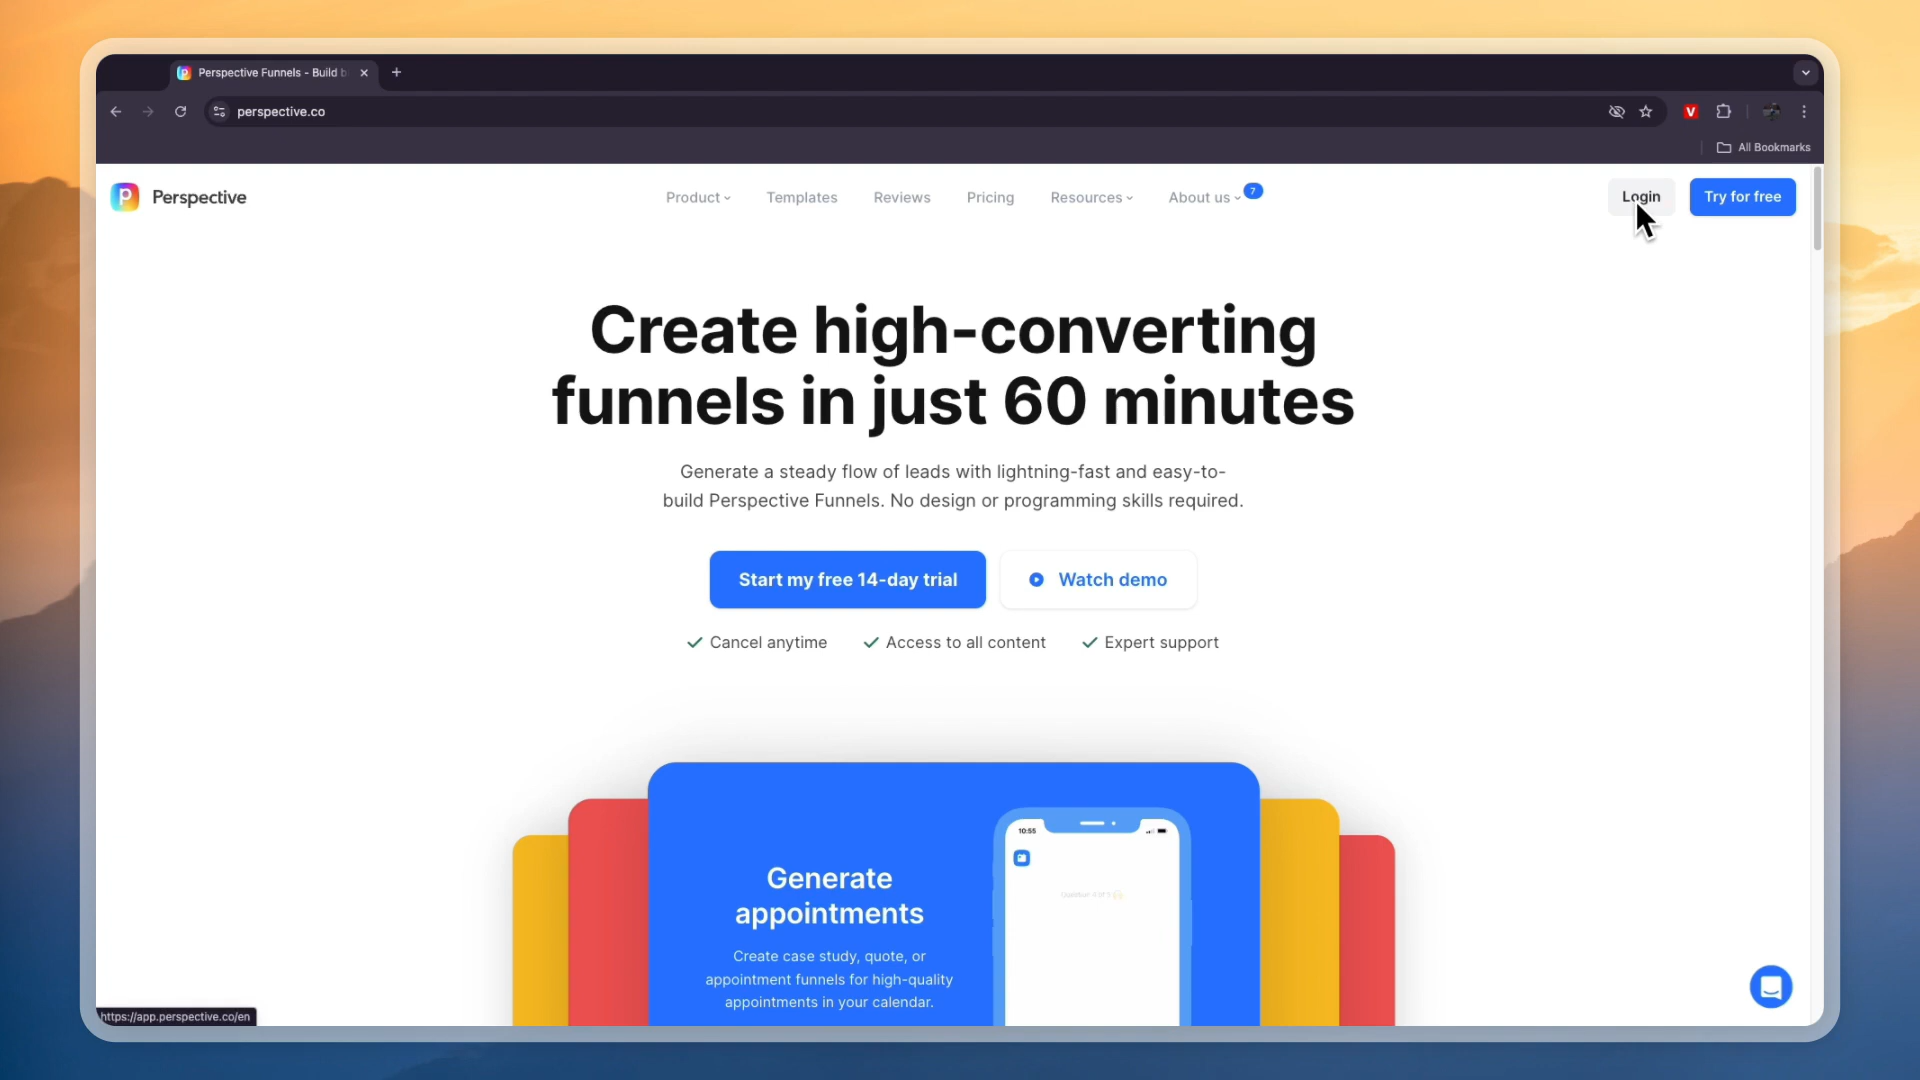 Perspective Funnels - Build b
perspective.co
All Bookmarks
Perspective
Product
Templates
Reviews
Pricing
Resources
About us
7
Login
Try for free
Create high-converting
funnels in just 60 minutes
Generate a steady flow of leads with lightning-fast and easy-to-
build Perspective Funnels. No design or programming skills required.
Start my free 14-day trial
Watch demo
Cancel anytime
Access to all content
Expert support
10:55
Generate
appointments
Create case study, quote, or
appointment funnels for high-quality
appointments in your calendar.
https://app.perspective.co/en